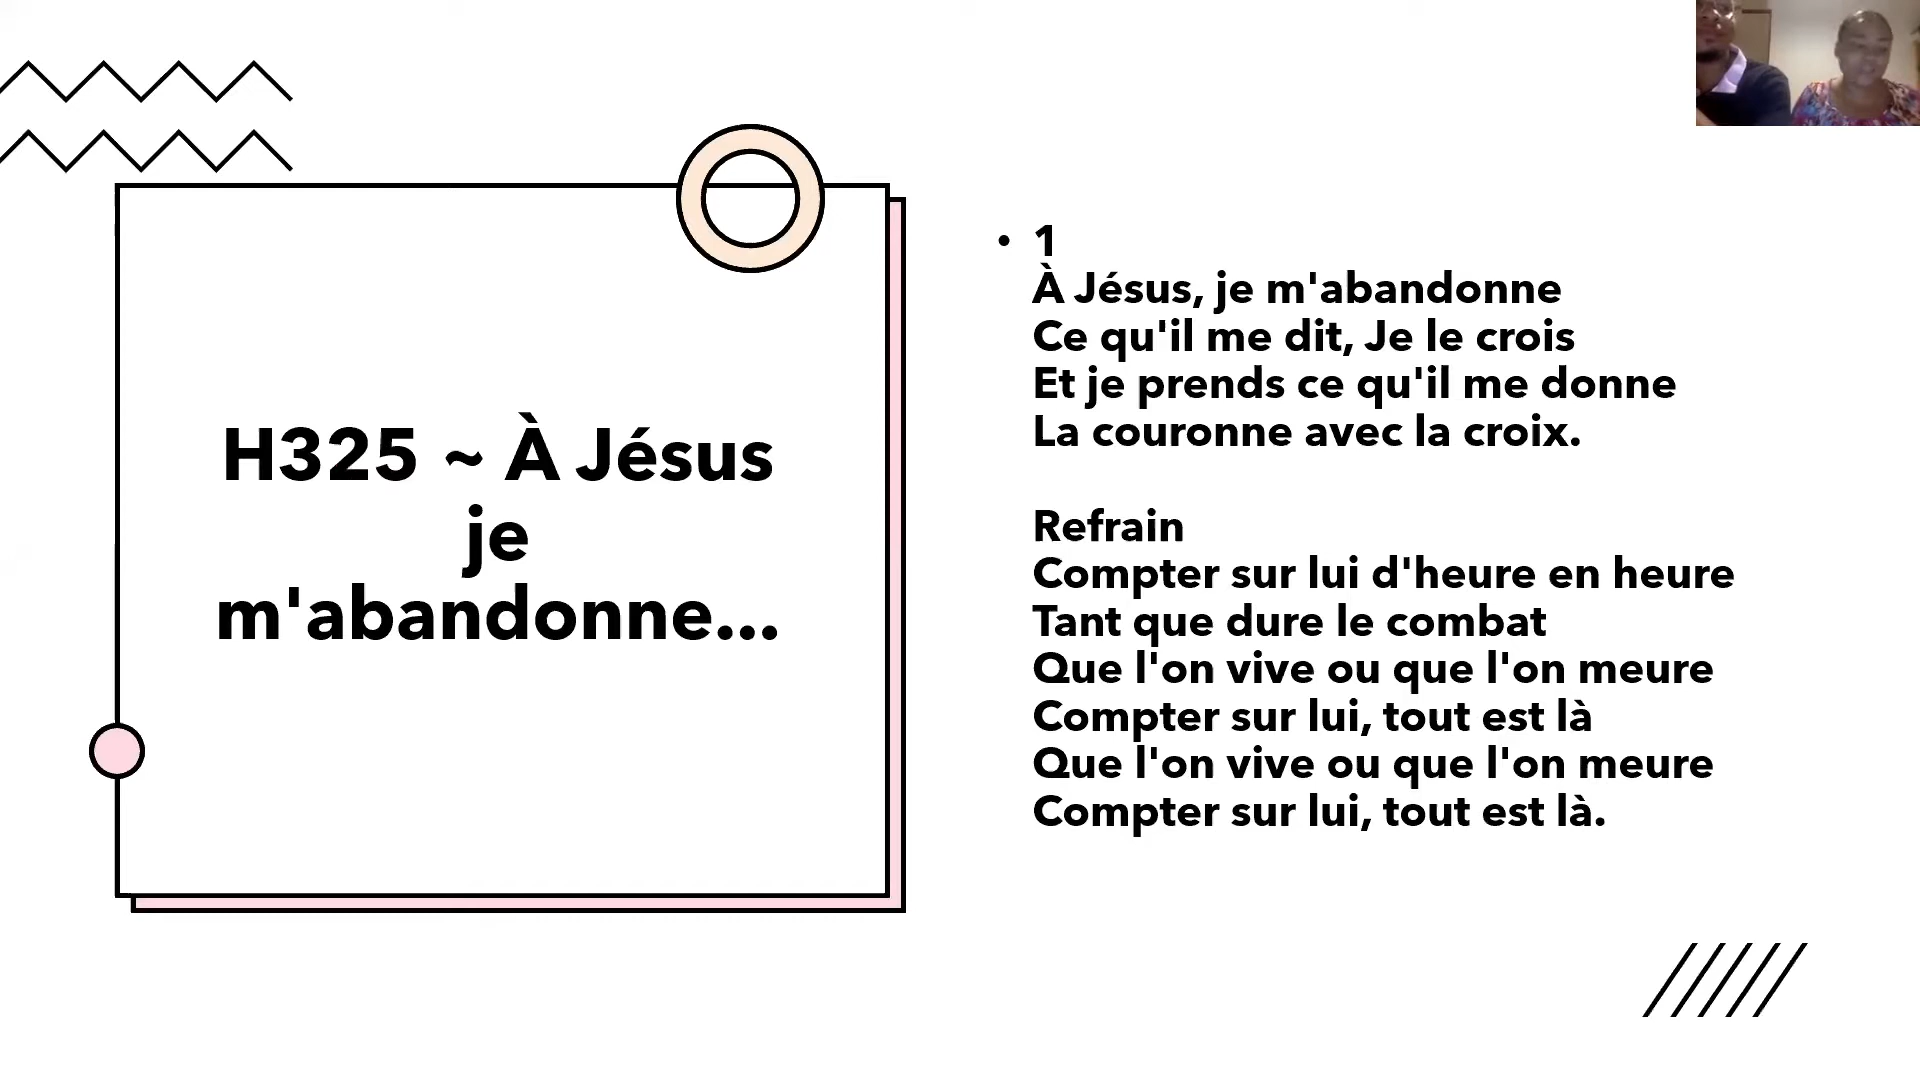 H325 ~ À Jésus
je
m'abandonne...
• 1
À Jésus, je m'abandonne
Ce qu'il me dit, Je le crois
Et je prends ce qu'il me donne
La couronne avec la croix.
Refrain
Compter sur lui d'heure en heure
Tant que dure le combat
Que l'on vive ou que l'on meure
Compter sur lui, tout est là
Que l'on vive ou que l'on meure
Compter sur lui, tout est là.